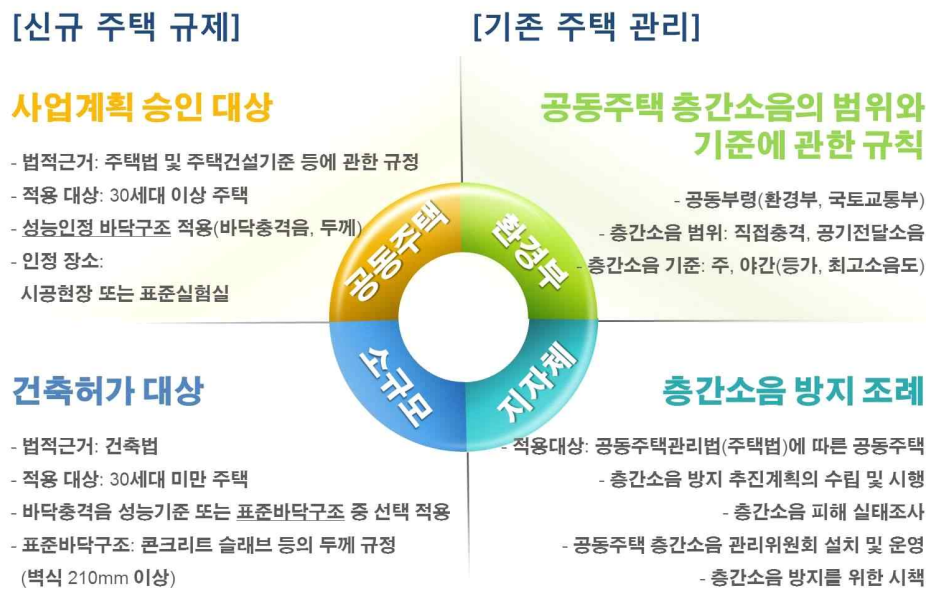 [신규 주택 규제]
[기존 주택 관리]
사업계획 승인 대상
- 법적근거: 주택법 및 주택건설기준 등에 관한 규정
- 적용 대상: 30세대 이상 주택
- 성능인정 바닥구조 적용(바닥충격음, 두께)
- 인정 장소:
시공현장 또는 표준실험실
공동주택 층간소음의 범위와
기준에 관한 규칙
- 공동부령(환경부, 국토교통부)
- 층간소음 범위: 직접충격, 공기전달소음
- 층간소음 기준: 주, 야간(등가, 최고소음도)
공동주택
환경부
소규모
지자체
건축허가 대상
- 법적근거: 건축법
- 적용 대상: 30세대 미만 주택
- 바닥충격음 성능기준 또는 표준바닥구조 중 선택 적용
- 표준바닥구조: 콘크리트 슬래브 등의 두께 규정
(벽식 210mm 이상)
층간소음 방지 조례
- 적용대상: 공동주택관리법(주택법)에 따른 공동주택
- 층간소음 방지 추진계획의 수립 및 시행
- 층간소음 피해 실태조사
- 공동주택 층간소음 관리위원회 설치 및 운영
- 층간소음 방지를 위한 시책